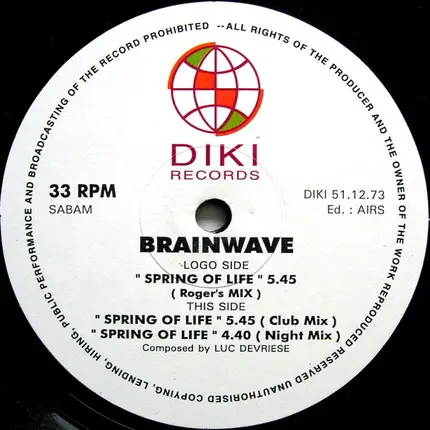 --ALL RIGHTS OF THE PRODUCER AND THE OWNER OF THE WORK REPRODUCED RESERVED UNAUTHORISED COPYING, LENDING, HIRING, PUBLIC PERFORMANCE AND BROADCASTING OF THE RECORD PROHIBITED
DIKI
RECORDS
33 RPM
SABAM
DIKI 51.12.73
Ed. : AIRS
BRAINWAVE
LOGO SIDE
" SPRING OF LIFE " 5.45
( Roger's MIX )
THIS SIDE
" SPRING OF LIFE " 5.45 ( Club Mix )
" SPRING OF LIFE " 4.40 ( Night Mix )
Composed by LUC DEVRIESE